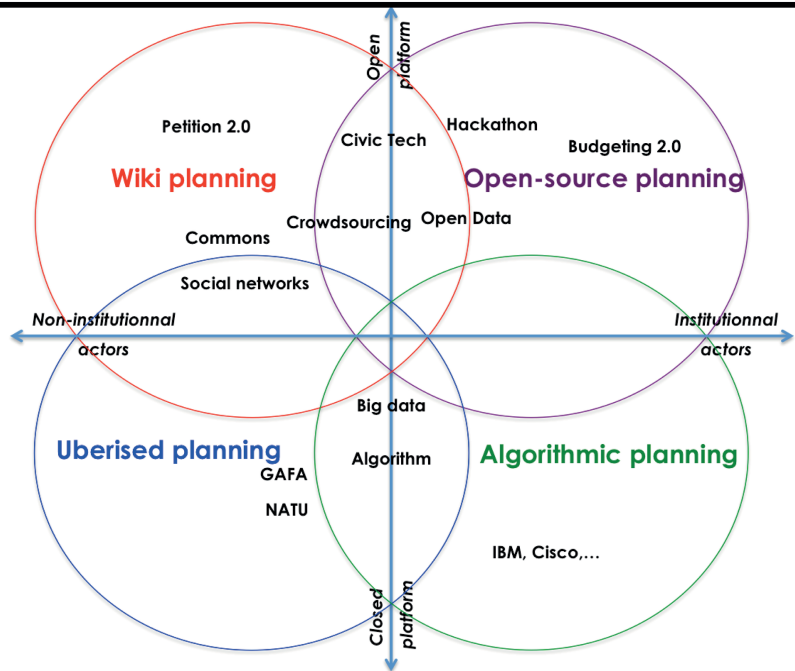 Open
platform
Petition 2.0
Civic Tech
Hackathon
Budgeting 2.0
Wiki planning
Open-source planning
Crowdsourcing
Open Data
Commons
Social networks
Non-institutionnal
actors
Institutionnal
actors
Big data
Uberised planning
Algorithm
Algorithmic planning
GAFA
NATU
IBM, Cisco,...
Closed
platform